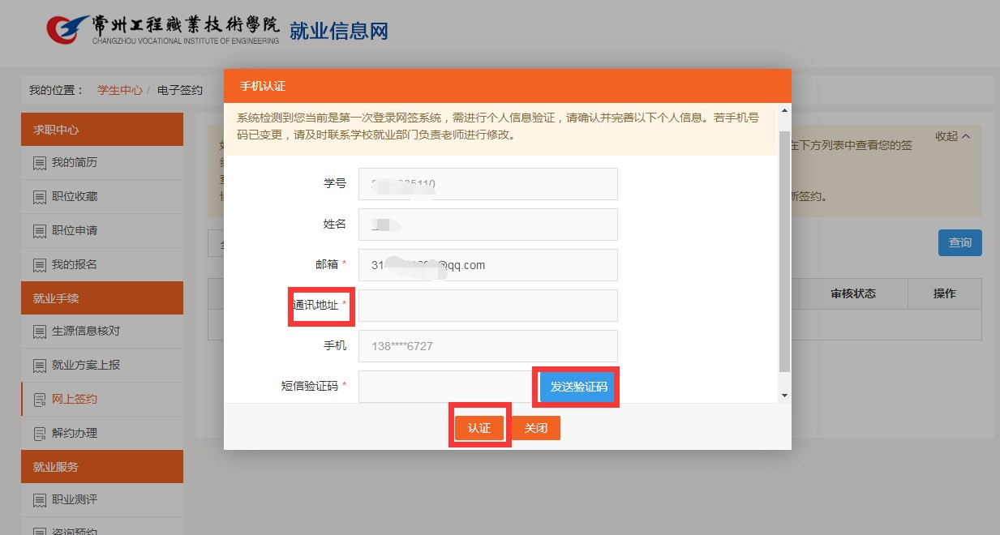 常州工程職業技術學院
CHANGZHOU VOCATIONAL INSTITUTE OF ENGINEERING
就业信息网
我的位置： 学生中心 / 电子签约
求职中心
我的简历
职位收藏
职位申请
我的报名
就业手续
生源信息核对
就业方案上报
网上签约
解约办理
就业服务
职业测评
咨询预约
手机认证
系统检测到您当前是第一次登录网签系统，需进行个人信息验证，请确认并完善以下个人信息。若手机号
码已变更，请及时联系学校就业部门负责老师进行修改。
学号
姓名
邮箱 *
@qq.com
通讯地址 *
手机 138****6727
短信验证码 *
发送验证码
认证 关闭
在下方列表中查看您的签
收起
新签约。
查询
审核状态 操作